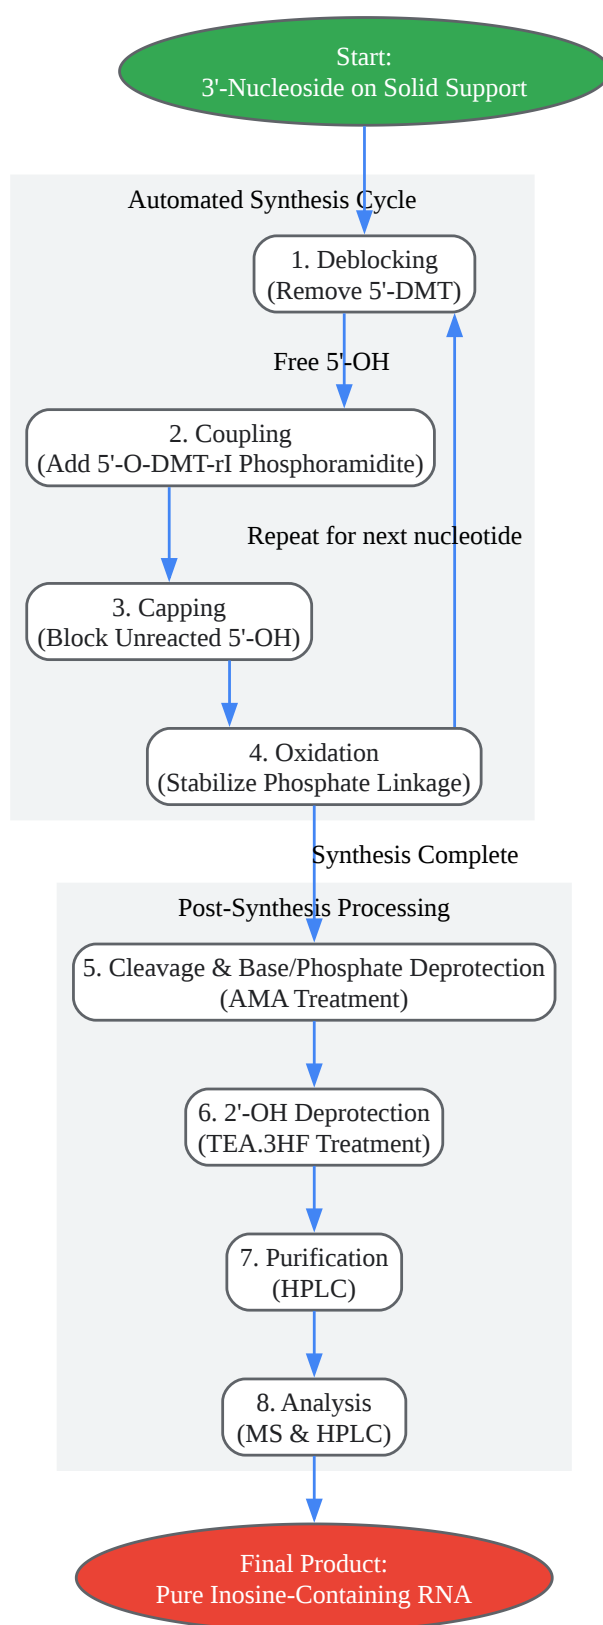 Start:
3'-Nucleoside on Solid Support
Automated Synthesis Cycle
1. Deblocking
(Remove 5'-DMT)
Free 5'-OH
2. Coupling
(Add 5'-O-DMT-rI Phosphoramidite)
Repeat for next nucleotide
3. Capping
(Block Unreacted 5'-OH)
4. Oxidation
(Stabilize Phosphate Linkage)
Synthesis Complete
Post-Synthesis Processing
5. Cleavage & Base/Phosphate Deprotection
(AMA Treatment)
6. 2'-OH Deprotection
(TEA.3HF Treatment)
7. Purification
(HPLC)
8. Analysis
(MS & HPLC)
Final Product:
Pure Inosine-Containing RNA